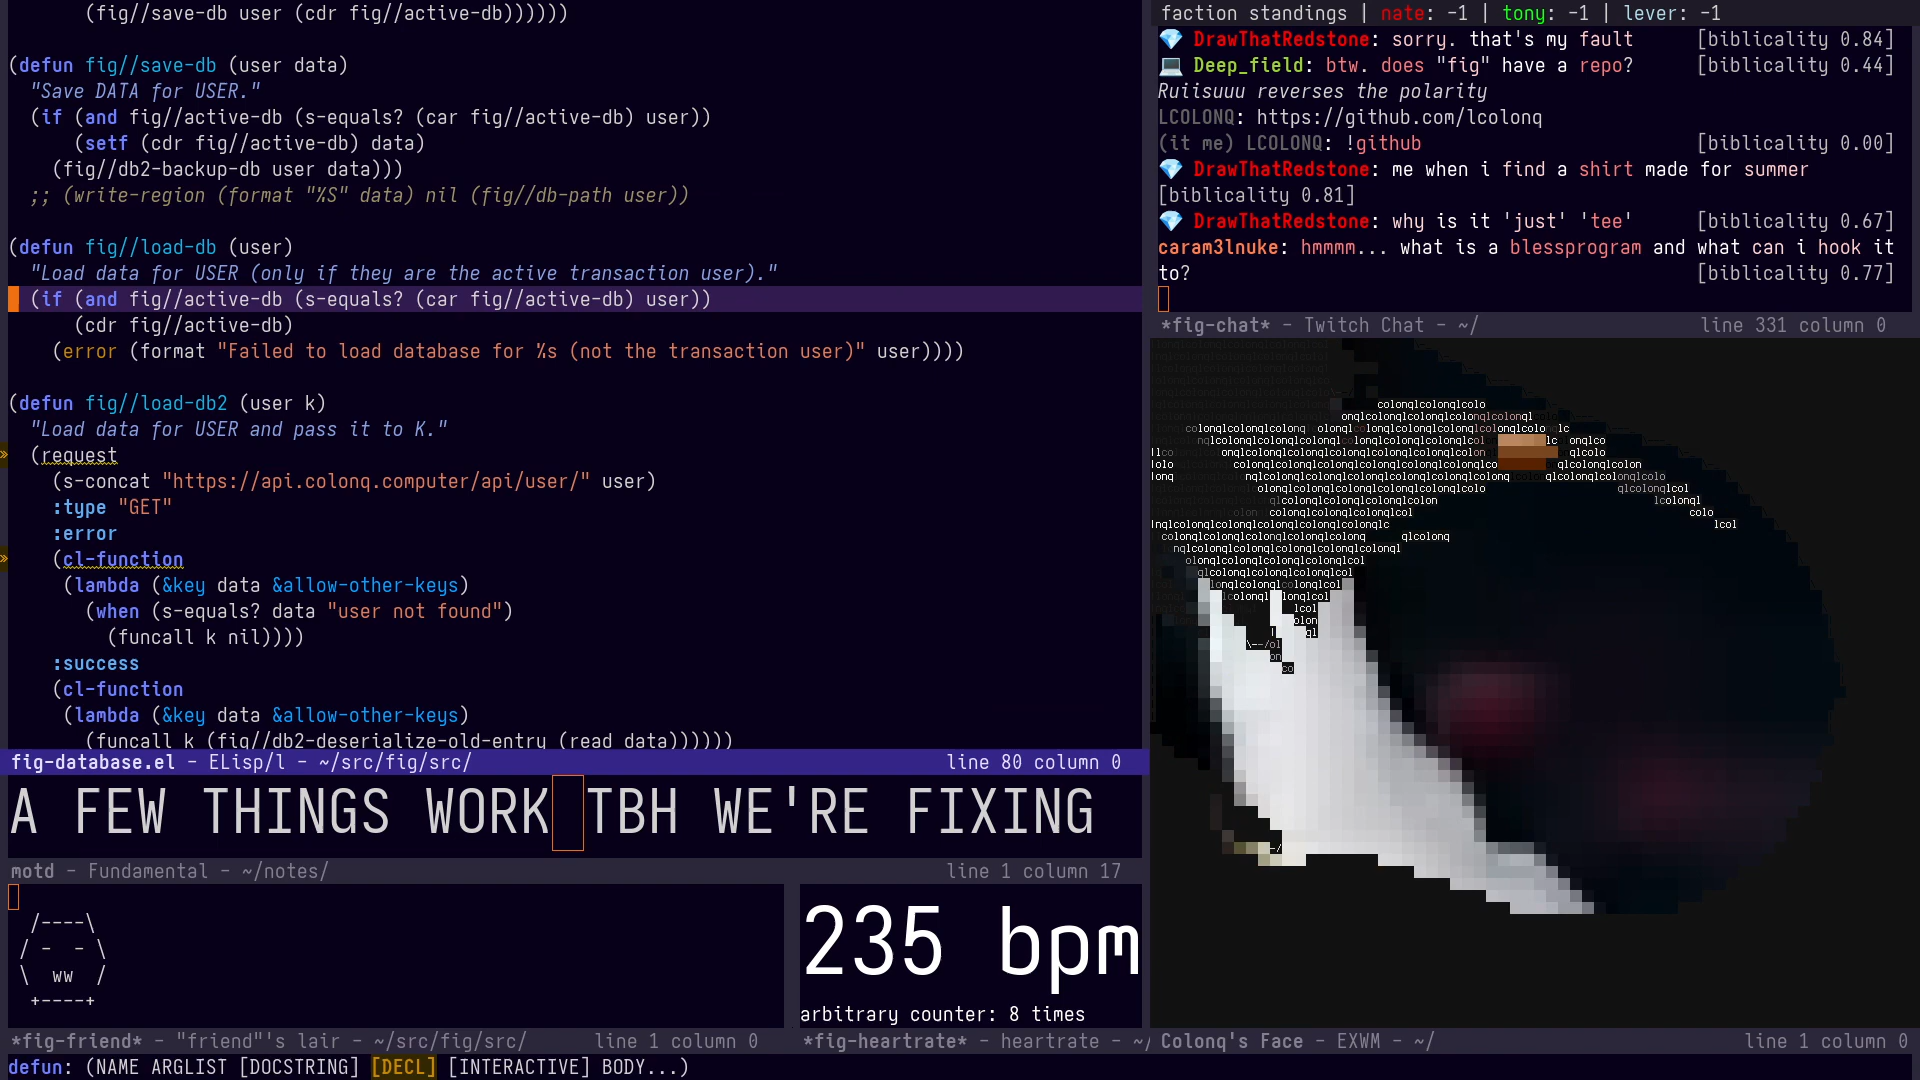 (fig//save-db user (cdr fig//active-db))))))
(defun fig//save-db (user data)
"Save DATA for USER."
(if (and fig//active-db (s-equals? (car fig//active-db) user))
(setf (cdr fig//active-db) data)
(fig//db2-backup-db user data)))
;; (write-region (format "%S" data) nil (fig//db-path user))
(defun fig//load-db (user)
"Load data for USER (only if they are the active transaction user)."
(if (and fig//active-db (s-equals? (car fig//active-db) user))
(cdr fig//active-db)
(error (format "Failed to load database for %s (not the transaction user)" user))))
(defun fig//load-db2 (user k)
"Load data for USER and pass it to K."
(request
(s-concat "https://api.colonq.computer/api/user/" user)
:type "GET"
:error
(cl-function
(lambda (&key data &allow-other-keys)
(when (s-equals? data "user not found")
(funcall k nil))))
:success
(cl-function
(lambda (&key data &allow-other-keys)
(funcall k (fig//db2-deserialize-old-entry (read data))))))
fig-database.el - ELisp/l - ~/src/fig/src/ line 80 column 0
A FEW THINGS WORK TBH WE'RE FIXING
motd - Fundamental - ~/notes/ line 1 column 17
/----\
/ - - \
\ ww /
+----+
*fig-friend* - "friend"'s lair - ~/src/fig/src/ line 1 column 0
235 bpm
arbitrary counter: 8 times
*fig-heartrate* - heartrate - ~/
defun: (NAME ARGLIST [DOCSTRING] [DECL] [INTERACTIVE] BODY...)
faction standings | nate: -1 | tony: -1 | lever: -1
DrawThatRedstone: sorry. that's my fault [biblicality 0.84]
Deep_field: btw. does "fig" have a repo? [biblicality 0.44]
Ruiisuuu reverses the polarity
LCOLONQ: https://github.com/lcolonq
(it me) LCOLONQ: !github [biblicality 0.00]
DrawThatRedstone: me when i find a shirt made for summer
[biblicality 0.81]
DrawThatRedstone: why is it 'just' 'tee' [biblicality 0.67]
caram3lnuke: hmmmm... what is a blessprogram and what can i hook it
to? [biblicality 0.77]
*fig-chat* - Twitch Chat - ~/ line 331 column 0
Colonq's Face - EXWM - ~/ line 1 column 0